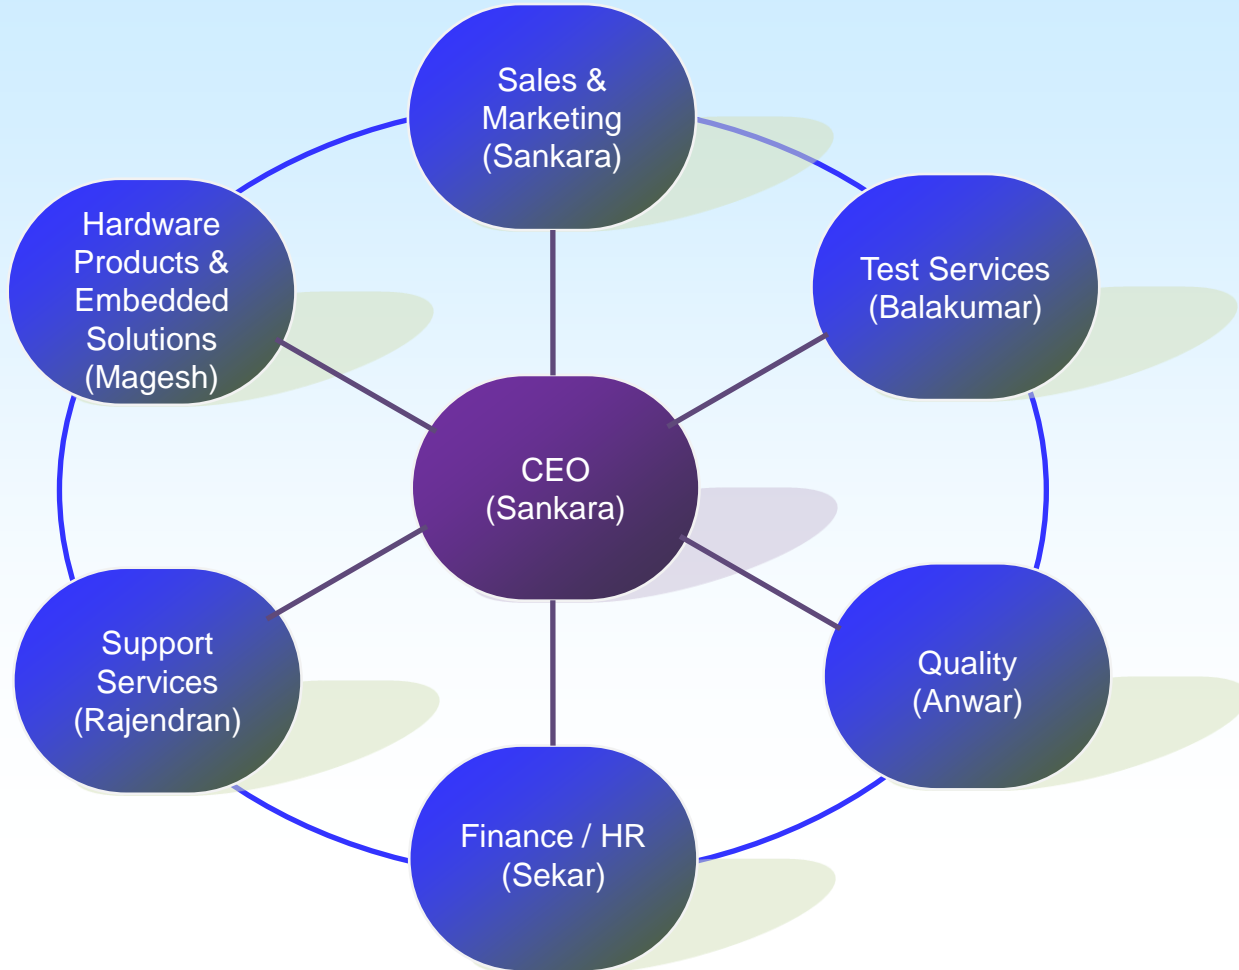 Sales &
Marketing
(Sankara)
Hardware
Products &
Embedded
Solutions
(Magesh)
Test Services
(Balakumar)
CEO
(Sankara)
Support
Services
(Rajendran)
Quality
(Anwar)
Finance / HR
(Sekar)